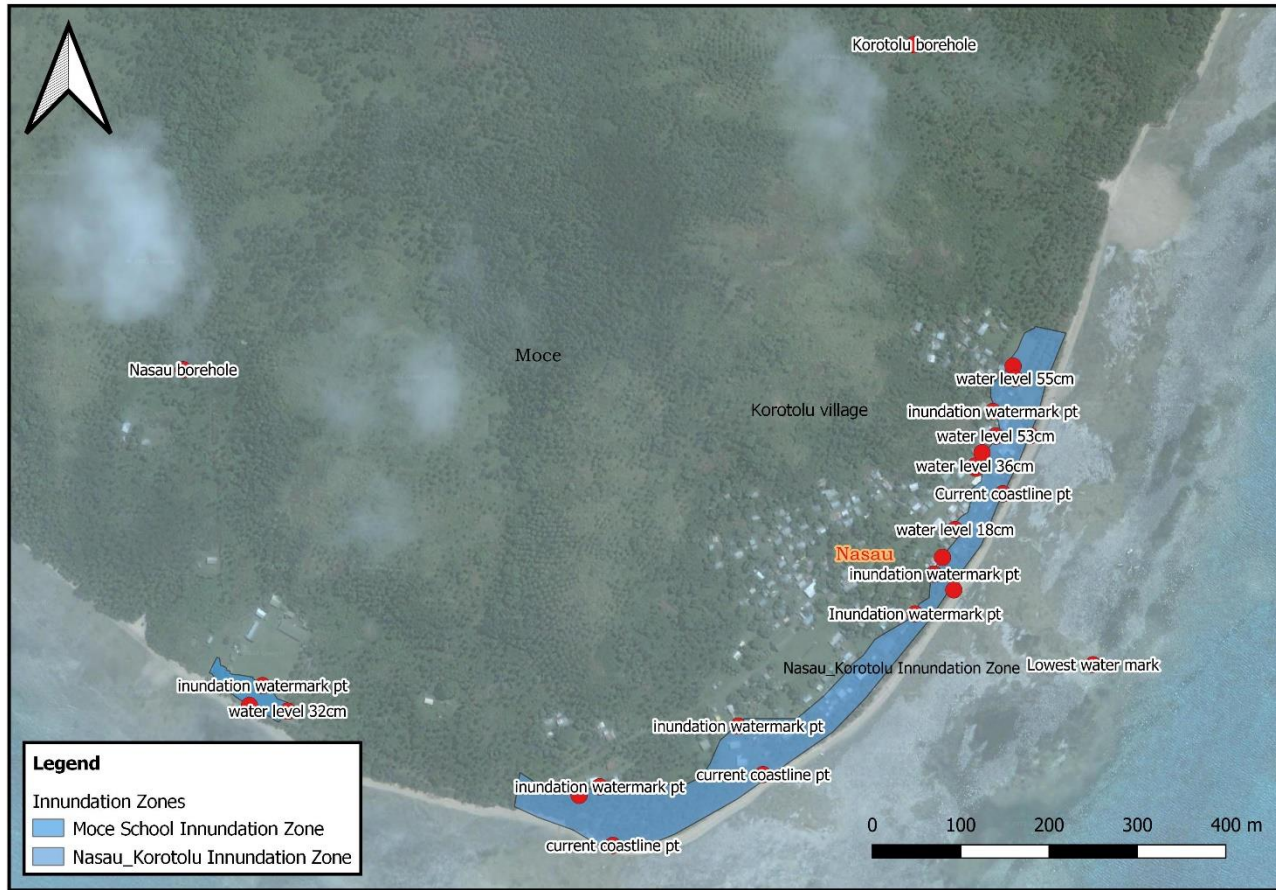 Korotolu borehole
Nasau borehole
Moce
water level 55cm
Korotolu village
inundation watermark pt
water level 53cm
water level 36cm
Current coastline pt
water level 18cm
Nasau
inundation watermark pt
Inundation watermark pt
Nasau_Korotolu Innundation Zone
Lowest water mark
inundation watermark pt
water level 32cm
inundation watermark pt
current coastline pt
inundation watermark pt
current coastline pt
Legend
Innundation Zones
Moce School Innundation Zone
Nasau_Korotolu Innundation Zone
0 100 200 300 400 m